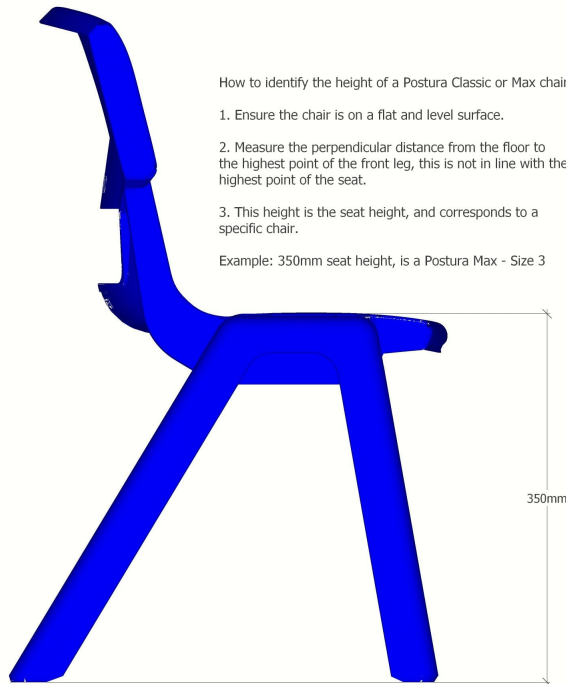 How to identify the height of a Postura Classic or Max chair
1. Ensure the chair is on a flat and level surface.
2. Measure the perpendicular distance from the floor to
the highest point of the front leg, this is not in line with the
highest point of the seat.
3. This height is the seat height, and corresponds to a
specific chair.
Example: 350mm seat height, is a Postura Max - Size 3
350mm